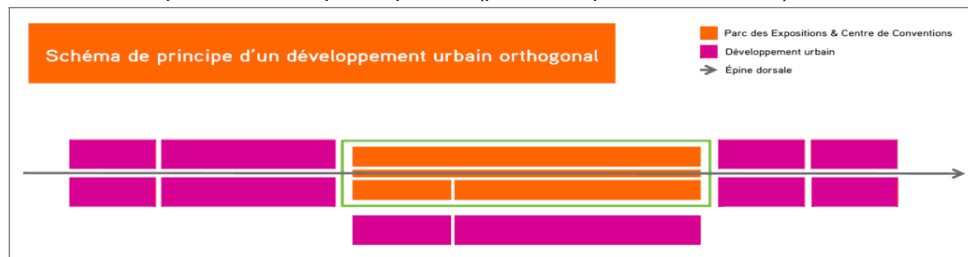 Schéma de principe d'un développement urbain orthogonal
Parc des Expositions & Centre de Conventions
Développement urbain
Épine dorsale